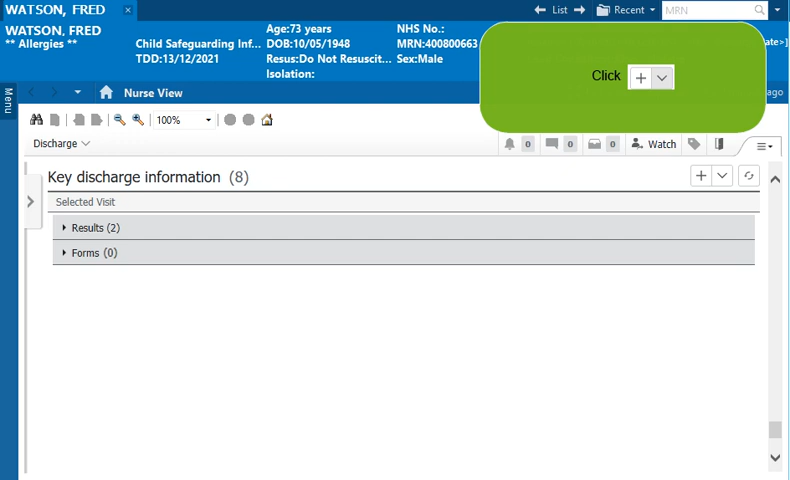 WATSON, FRED ×
List Recent MRN
WATSON, FRED
** Allergies **
Child Safeguarding Inf...
TDD:13/12/2021
Age:73 years
DOB:10/05/1948
Resus:Do Not Resuscit...
Isolation:
NHS No.:
MRN:400800663
Sex:Male
ate>]
Click
Menu
Nurse View
ago
100%
Discharge
0 0 0 Watch
Key discharge information (8)
Selected Visit
Results (2)
Forms (0)